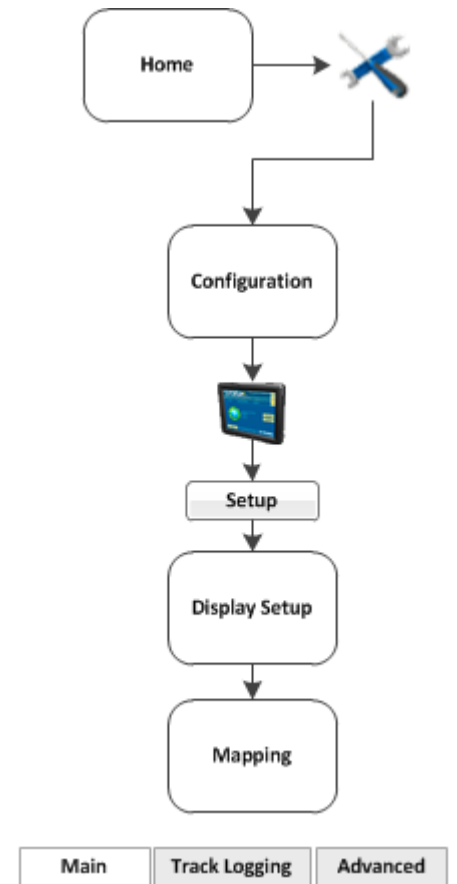 Home
Configuration
Setup
Display Setup
Mapping
Main Track Logging Advanced